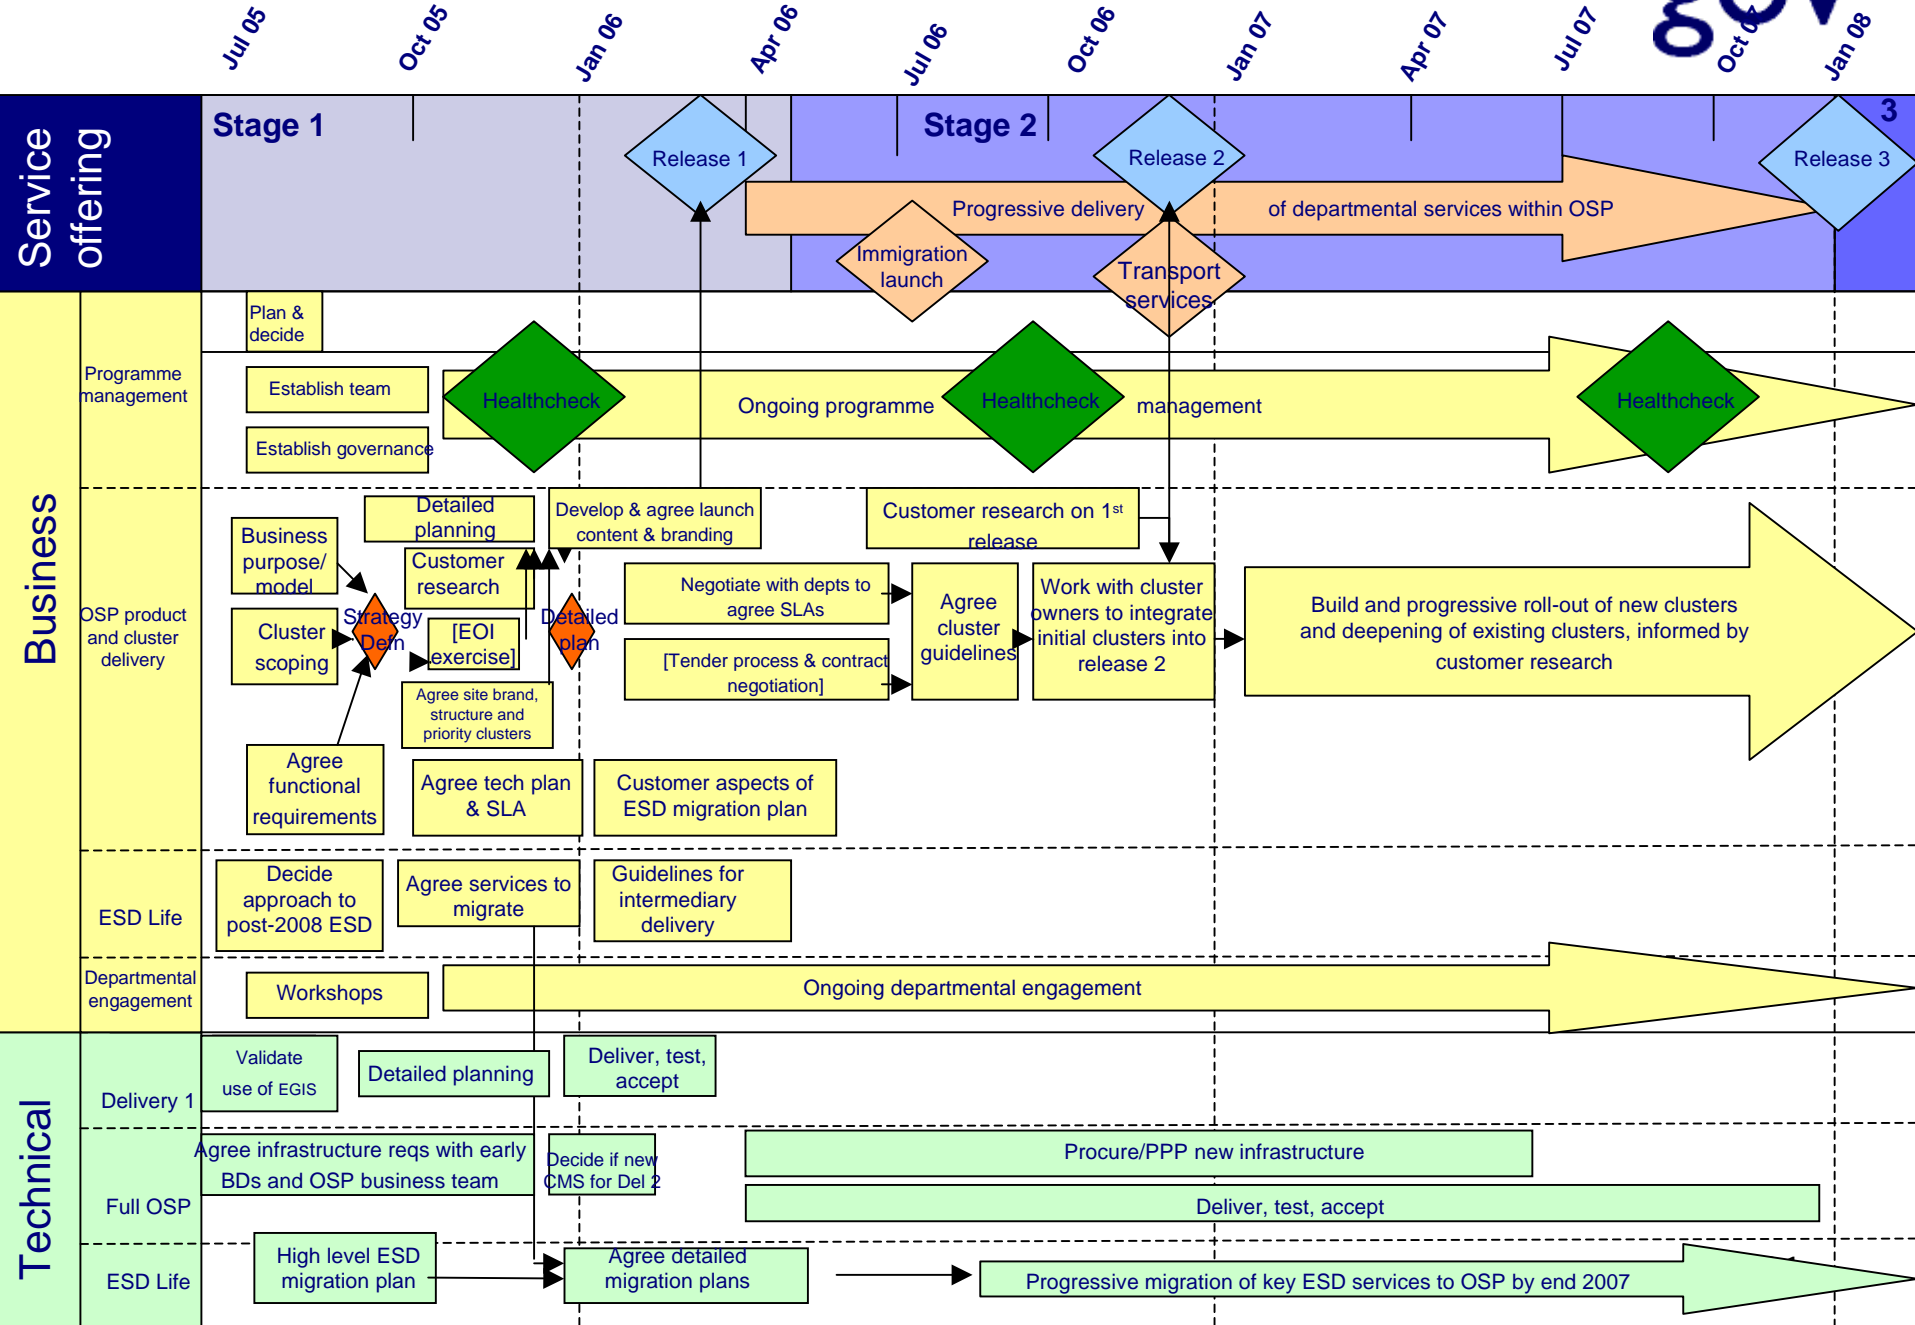 Jul 05
Oct 05
Jan 06
Apr 06
Jul 06
Oct 06
Jan 07
Apr 07
Jul 07
Oct
Jan 08
gov
Service
offering
Stage 1
Stage 2
3
Release 1
Release 2
Release 3
Progressive delivery
of departmental services within OSP
Immigration
launch
Transport
services
Business
Programme
management
Plan &
decide
Establish team
Establish governance
Healthcheck
Ongoing programme
Healthcheck
management
Healthcheck
OSP product
and cluster
delivery
Business
purpose/
model
Cluster
scoping
Agree
functional
requirements
Strategy
Defn
Detailed
planning
Customer
research
[EOI
exercise]
Agree site brand,
structure and
priority clusters
Agree tech plan
& SLA
Develop & agree launch
content & branding
Detailed
plan
Negotiate with depts to
agree SLAs
[Tender process & contract
negotiation]
Customer aspects of
ESD migration plan
Customer research on 1st
release
Agree
cluster
guidelines
Work with cluster
owners to integrate
initial clusters into
release 2
Build and progressive roll-out of new clusters
and deepening of existing clusters, informed by
customer research
ESD Life
Decide
approach to
post-2008 ESD
Agree services to
migrate
Guidelines for
intermediary
delivery
Departmental
engagement
Workshops
Ongoing departmental engagement
Technical
Delivery 1
Validate
use of EGIS
Detailed planning
Deliver, test,
accept
Full OSP
Agree infrastructure reqs with early
BDs and OSP business team
Decide if new
CMS for Del 2
Procure/PPP new infrastructure
Deliver, test, accept
ESD Life
High level ESD
migration plan
Agree detailed
migration plans
Progressive migration of key ESD services to OSP by end 2007